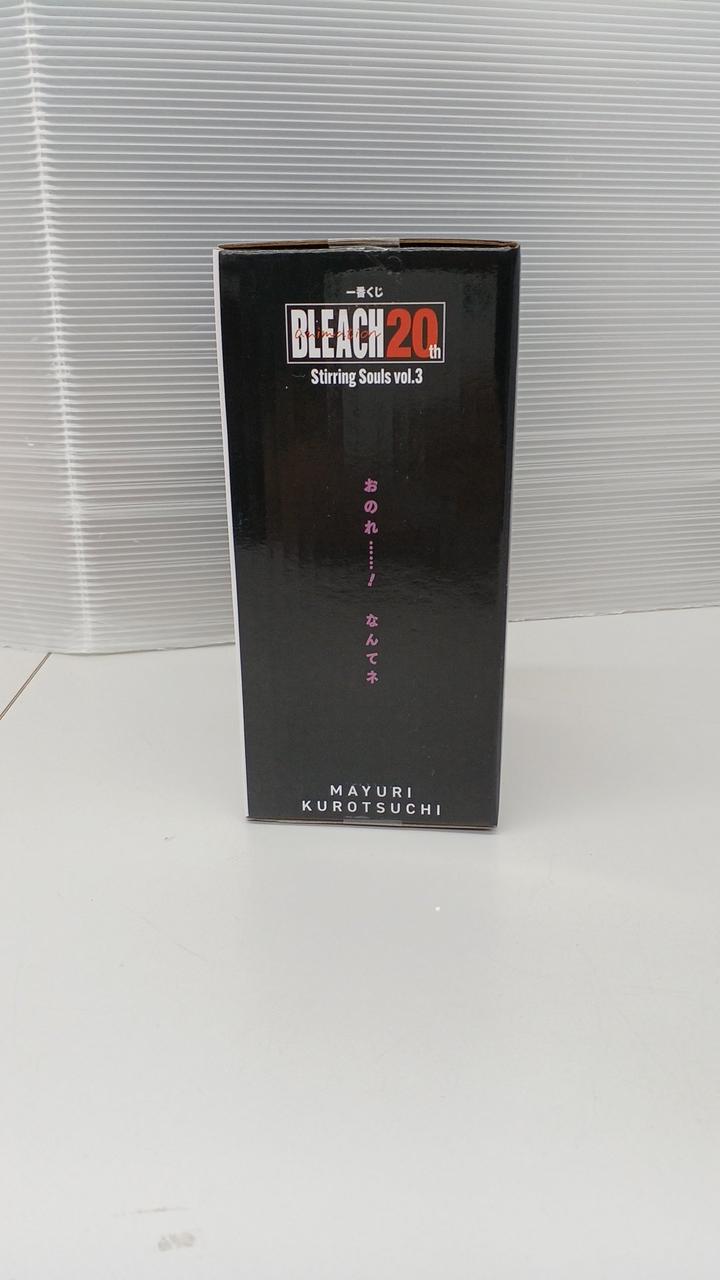 一番くじ
BLEACH 20th
animation
Stirring Souls vol.3
おのれ……！　なんてネ
MAYURI
KUROTSUCHI